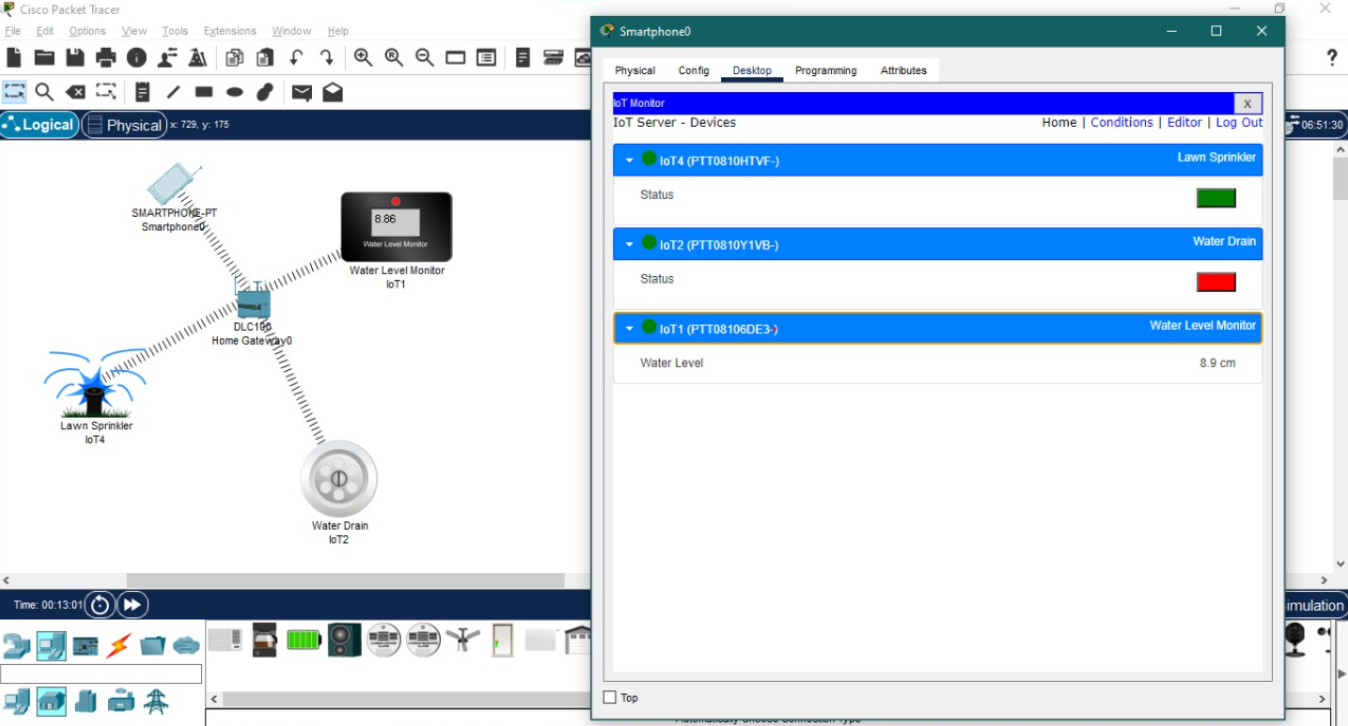 Cisco Packet Tracer
File Edit Options View Tools Extensions Window Help
Logical
Physical x: 729, y: 175
06:51:30
SMARTPHONE-PT
Smartphone0
8.86
Water Level Monitor
Water Level Monitor
IoT1
DLC100
Home Gateway0
Lawn Sprinkler
IoT4
Water Drain
IoT2
Time: 00:13:01
imulation
Smartphone0
Physical Config Desktop Programming Attributes
IoT Monitor X
IoT Server - Devices Home | Conditions | Editor | Log Out
IoT4 (PTT0810HTVF-) Lawn Sprinkler
Status
IoT2 (PTT0810Y1VB-) Water Drain
Status
IoT1 (PTT08106DE3-) Water Level Monitor
Water Level 8.9 cm
Top
Automatically Choose Connection Type